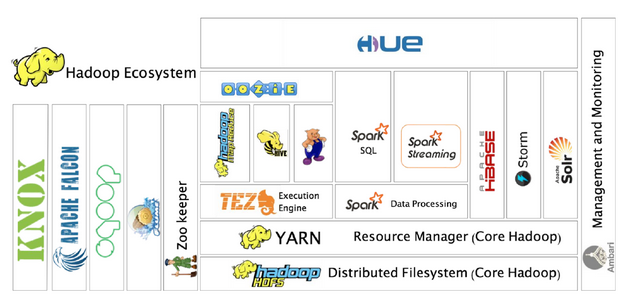 HUE
Hadoop Ecosystem
OOZIE
KNOX
APACHE FALCON
sqoop
Zoo keeper
hadoop
MapReduce
HIVE
Spark
SQL
Spark
Streaming
APACHE
HBASE
Storm
Apache
Solr
Management and Monitoring
Ambari
TEZ
Execution
Engine
Spark
Data Processing
YARN
Resource Manager (Core Hadoop)
hadoop
HDFS
Distributed Filesystem (Core Hadoop)